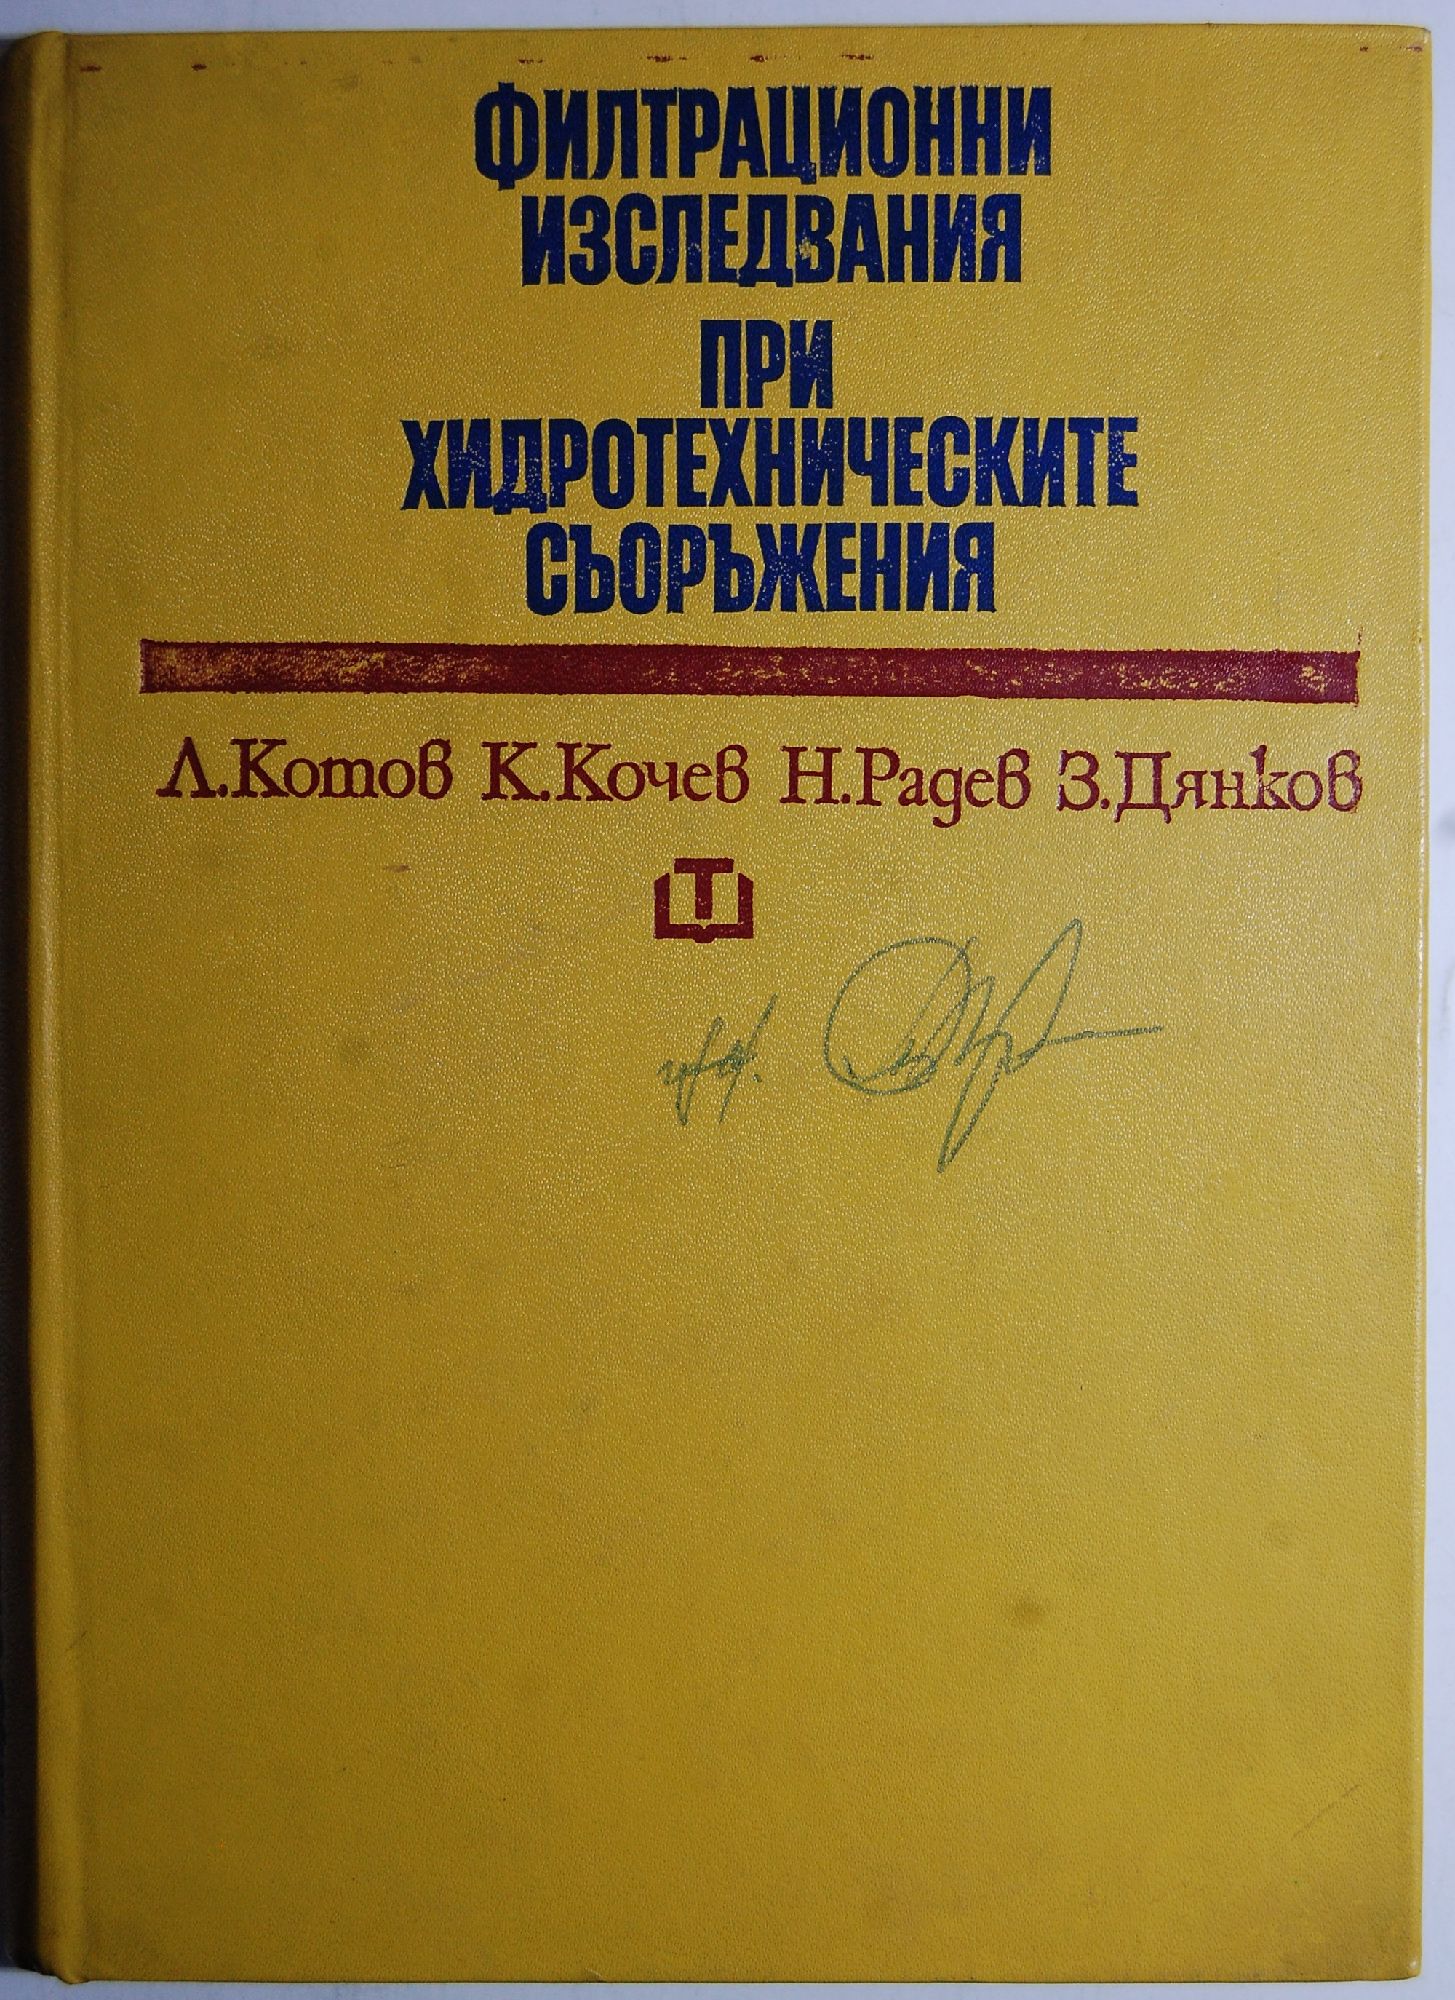 ФИЛТРАЦИОННИ
ИЗСЛЕДВАНИЯ
ПРИ
ХИДРОТЕХНИЧЕСКИТЕ
СЪОРЪЖЕНИЯ
Л.Котов К.Кочев Н.Радев З.Дянков
Т